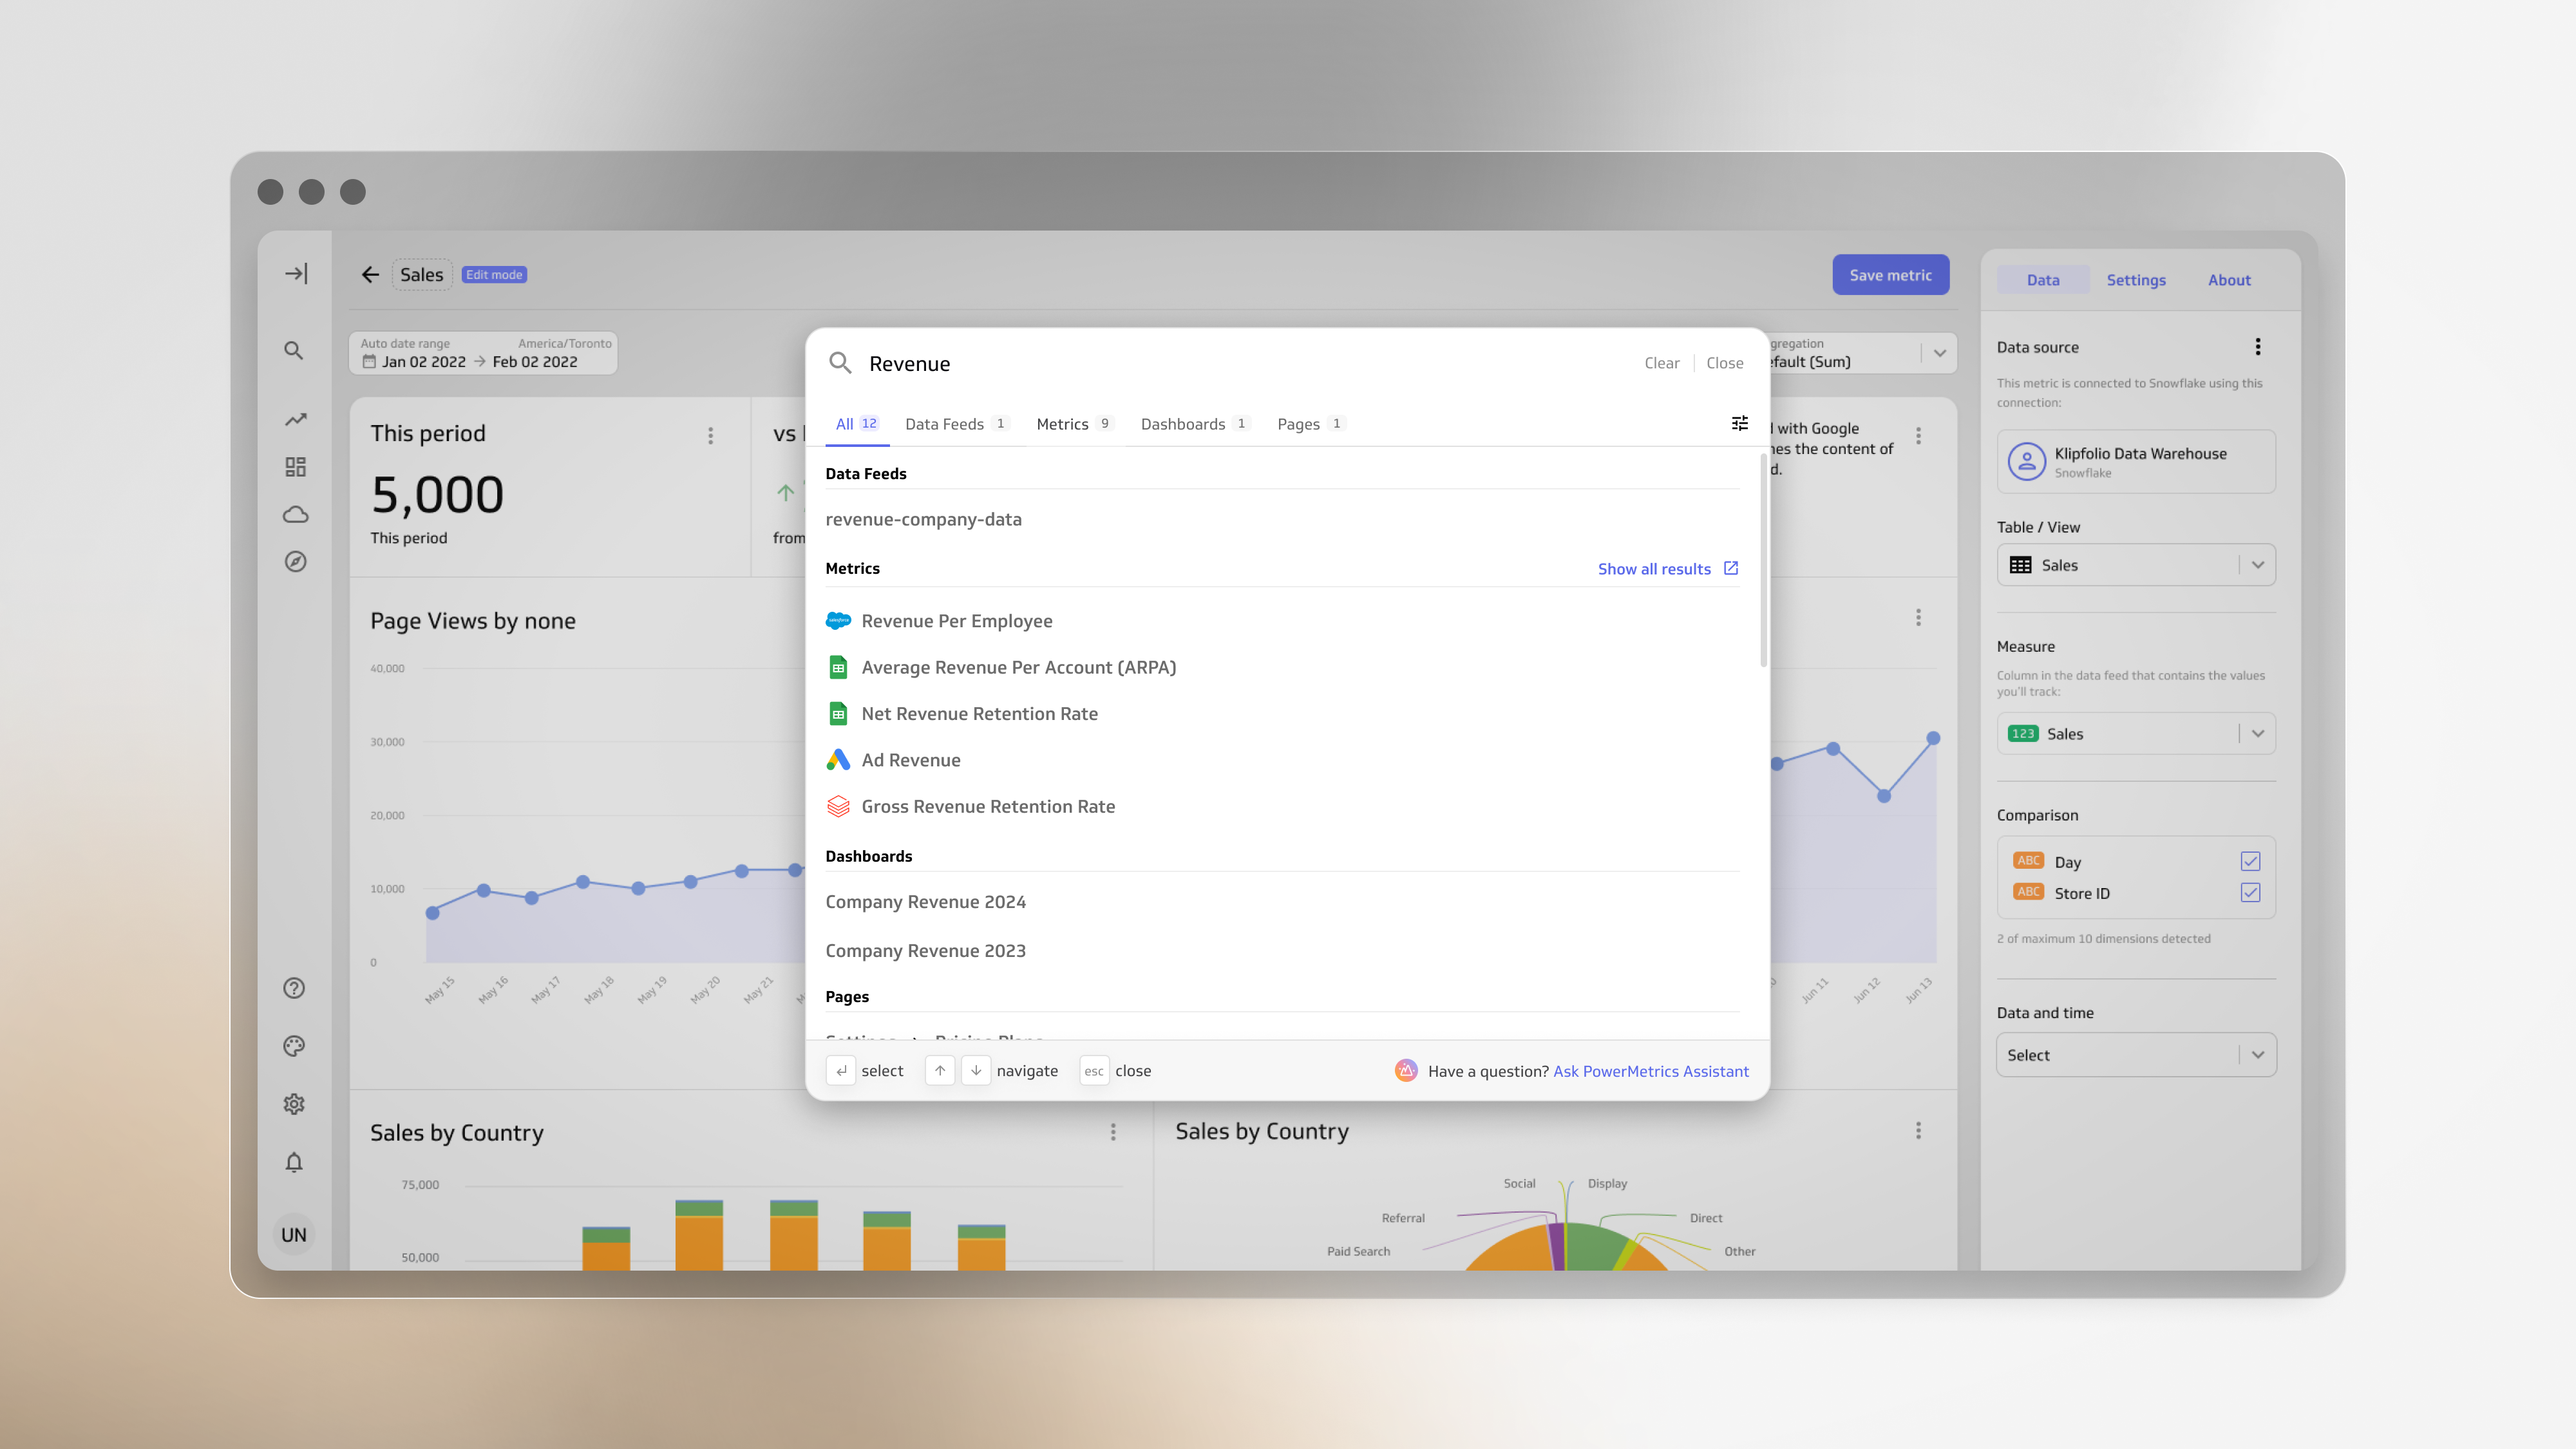 Sales
Edit mode
Save metric
Data
Settings
About
Auto date range
America/Toronto
Jan 02 2022 → Feb 02 2022
gregation
efault (Sum)
This period
5,000
This period
vs
from
l with Google
nes the content of
d.
Page Views by none
40,000
30,000
20,000
10,000
0
May 15
May 16
May 17
May 18
May 19
May 20
May 21
Jun 11
Jun 12
Jun 13
Revenue
Clear
Close
All 12
Data Feeds 1
Metrics 9
Dashboards 1
Pages 1
Data Feeds
revenue-company-data
Metrics
Show all results
salesforce
Revenue Per Employee
Average Revenue Per Account (ARPA)
Net Revenue Retention Rate
Ad Revenue
Gross Revenue Retention Rate
Dashboards
Company Revenue 2024
Company Revenue 2023
Pages
Settings
Pricing Plans
select
navigate
esc close
Have a question? Ask PowerMetrics Assistant
Data source
This metric is connected to Snowflake using this
connection:
Klipfolio Data Warehouse
Snowflake
Table / View
Sales
Measure
Column in the data feed that contains the values
you'll track:
123 Sales
Comparison
ABC Day
ABC Store ID
2 of maximum 10 dimensions detected
Data and time
Select
Sales by Country
75,000
50,000
Sales by Country
Social
Display
Referral
Direct
Paid Search
Other
UN